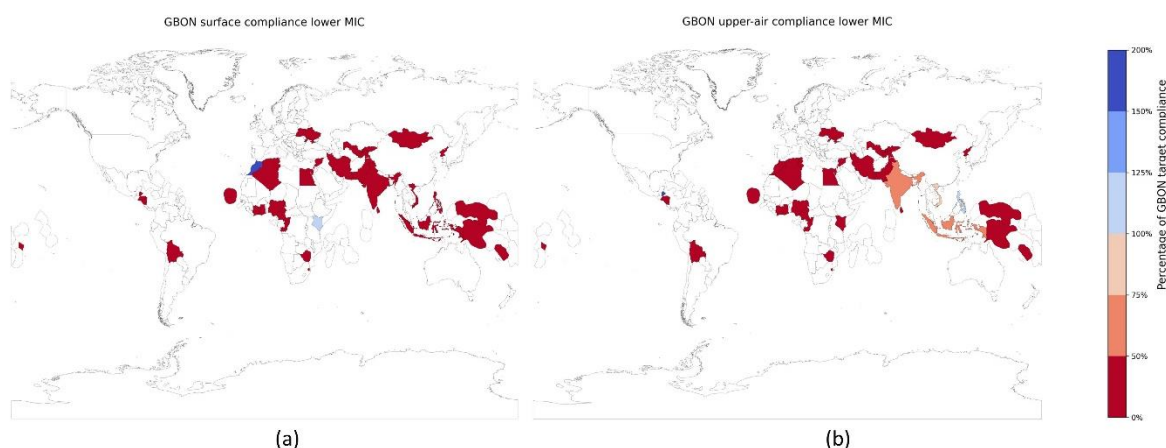 GBON surface compliance lower MIC
GBON upper-air compliance lower MIC
200%
150%
125%
100%
75%
50%
0%
Percentage of GBON target compliance
(a)
(b)